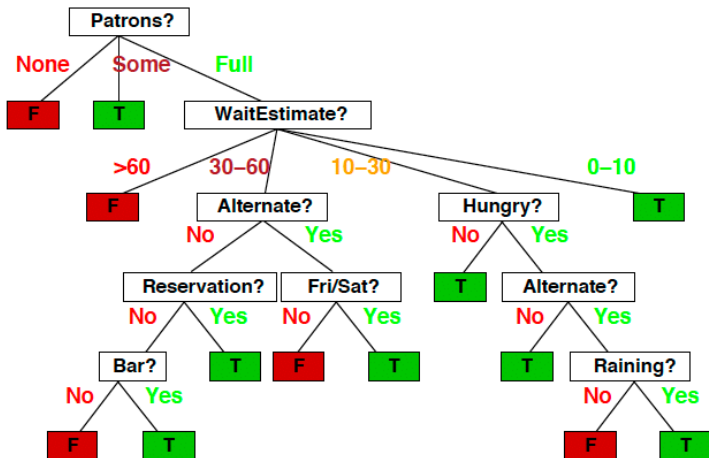 Patrons?
None Some Full
F T WaitEstimate?
>60 30–60 10–30 0–10
F Alternate? Hungry? T
No Yes No Yes
Reservation? Fri/Sat? T Alternate?
No Yes No Yes No Yes
Bar? T F T T Raining?
No Yes No Yes
F T F T